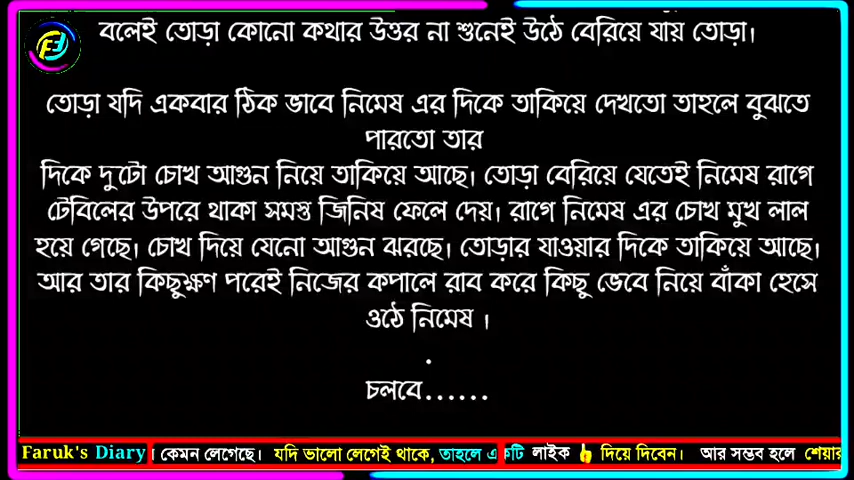 বলেই তোড়া কোনো কথার উত্তর না শুনেই উঠে বেরিয়ে যায় তোড়া।
তোড়া যদি একবার ঠিক ভাবে নিমেষ এর দিকে তাকিয়ে দেখতো তাহলে বুঝতে
পারতো তার
দিকে দুটো চোখ আগুন নিয়ে তাকিয়ে আছে। তোড়া বেরিয়ে যেতেই নিমেষ রাগে
টেবিলের উপরে থাকা সমস্ত জিনিষ ফেলে দেয়। রাগে নিমেষ এর চোখ মুখ লাল
হয়ে গেছে। চোখ দিয়ে যেনো আগুন ঝরছে। তোড়ার যাওয়ার দিকে তাকিয়ে আছে।
আর তার কিছুক্ষণ পরেই নিজের কপালে রাব করে কিছু ভেবে নিয়ে বাঁকা হেসে
ওঠে নিমেষ ।
.
চলবে......
Faruk's Diary কেমন লেগেছে। যদি ভালো লেগেই থাকে, তাহলে একটি লাইক 👍 দিয়ে দিবেন। আর সম্ভব হলে শেয়ার